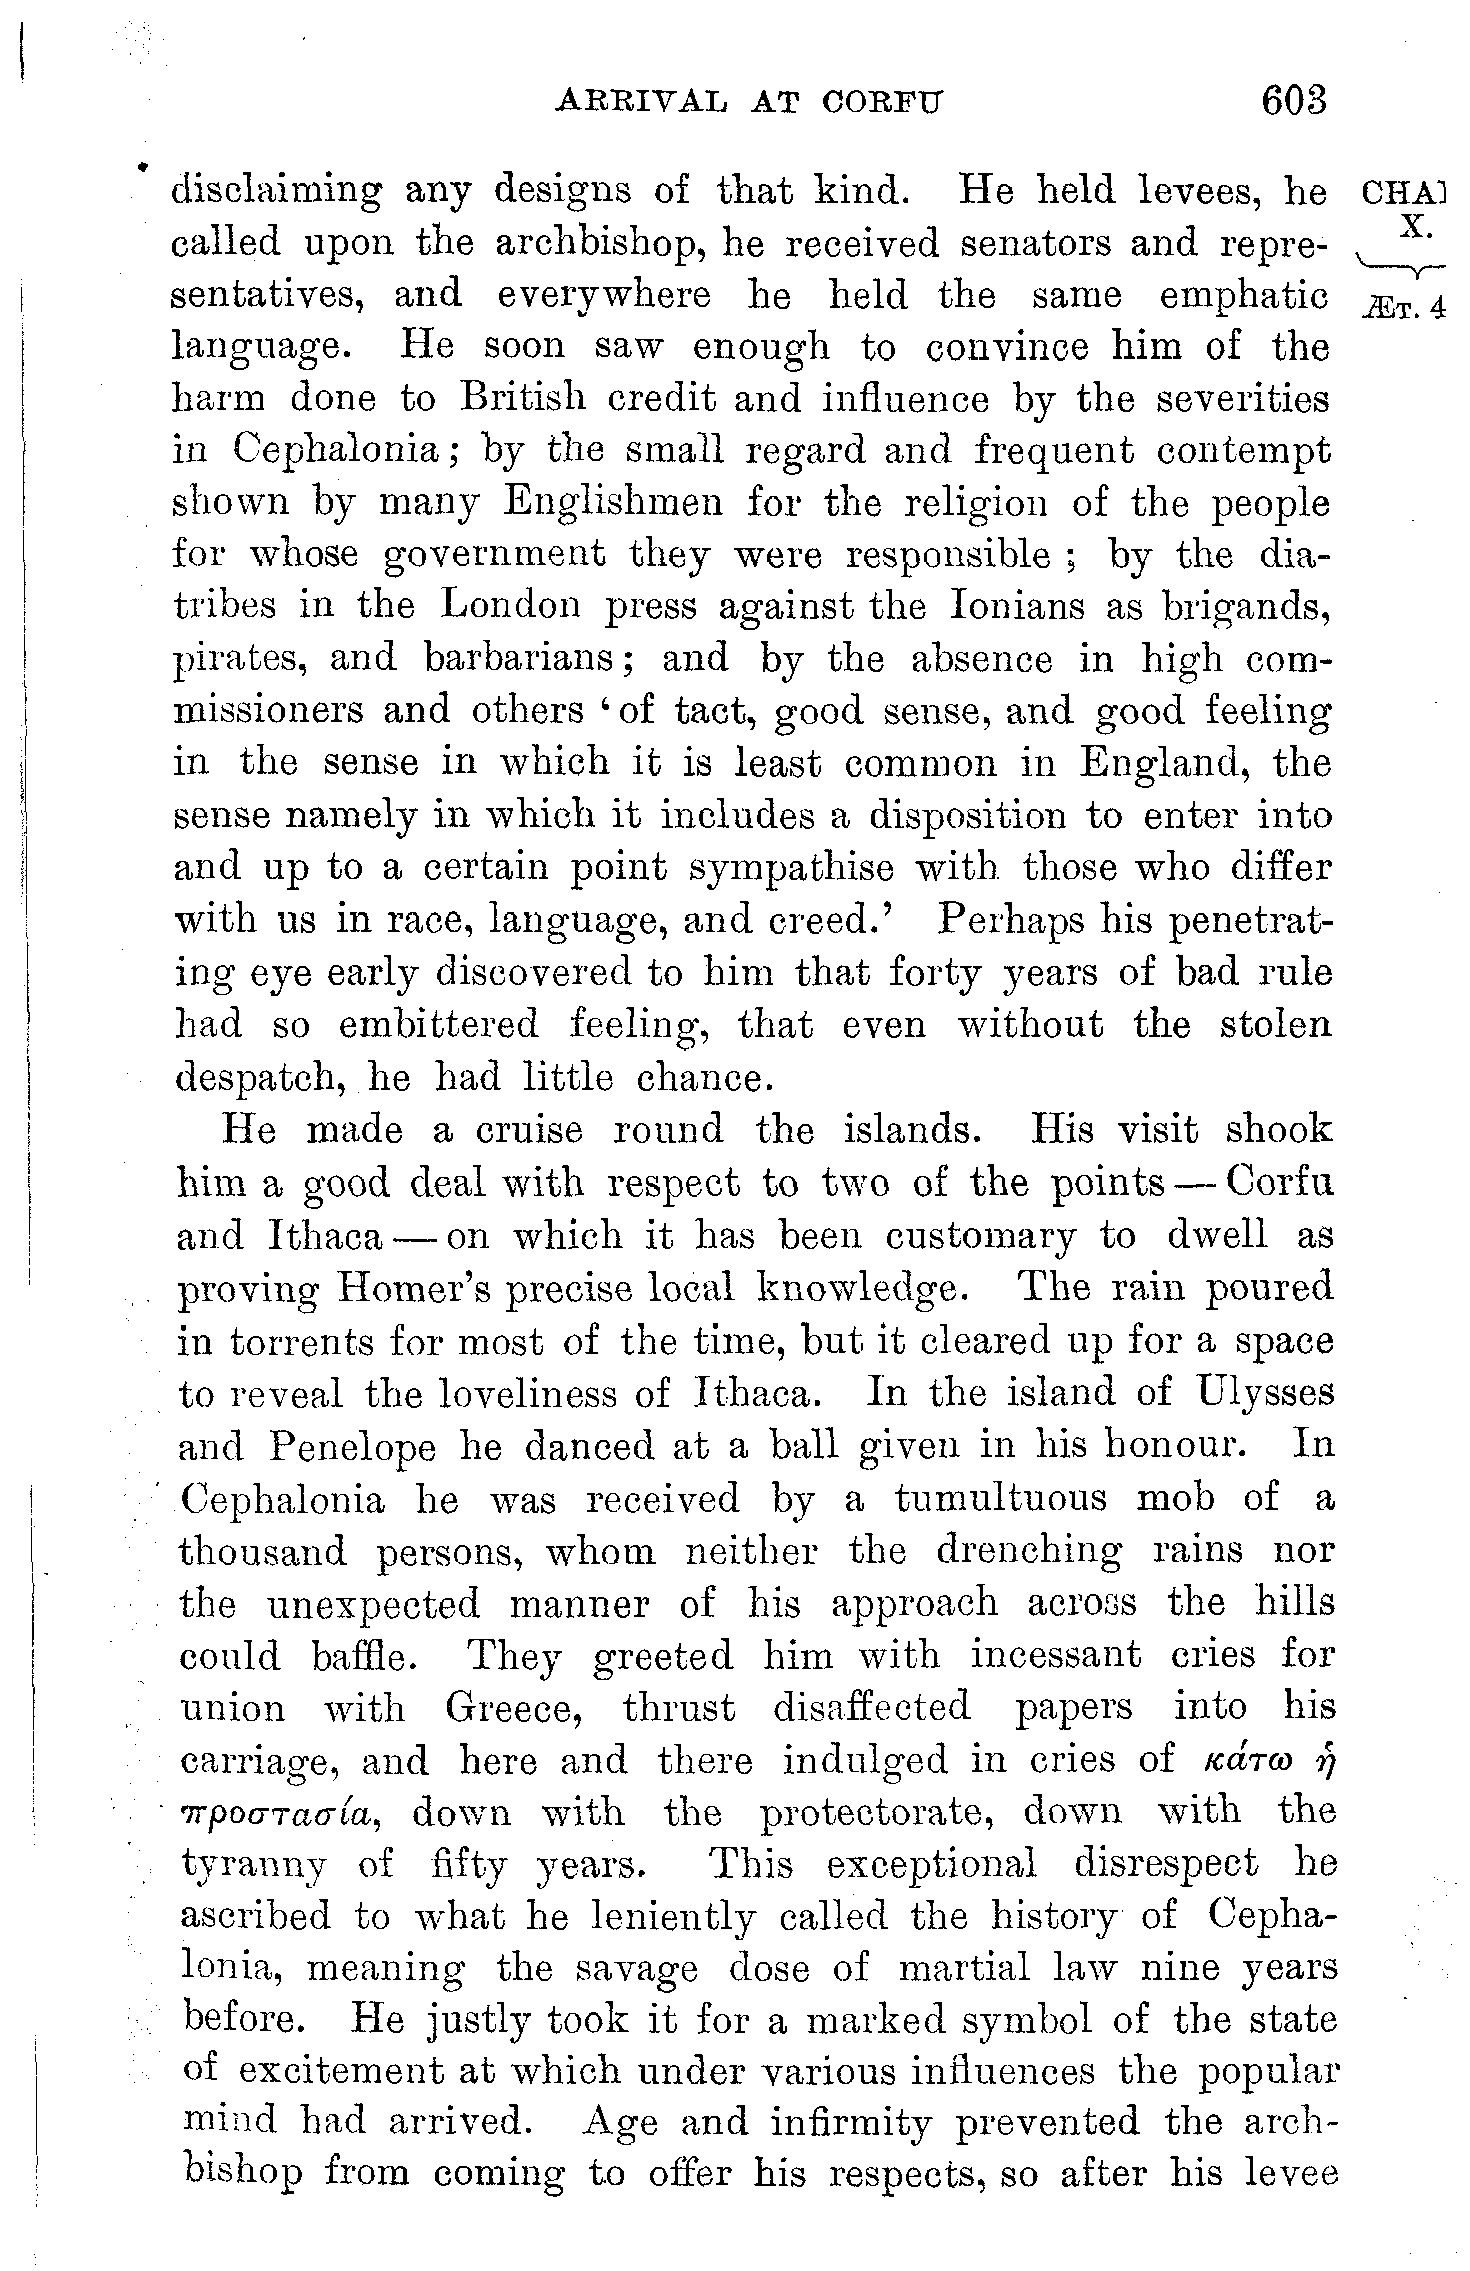 ARRIVAL AT CORFU 603
disclaiming any designs of that kind. He held levees, he
called upon the archbishop, he received senators and repre-
sentatives, and everywhere he held the same emphatic
language. He soon saw enough to convince him of the
harm done to British credit and influence by the severities
in Cephalonia; by the small regard and frequent contempt
shown by many Englishmen for the religion of the people
for whose government they were responsible ; by the dia-
tribes in the London press against the Ionians as brigands,
pirates, and barbarians; and by the absence in high com-
missioners and others ‘of tact, good sense, and good feeling
in the sense in which it is least common in England, the
sense namely in which it includes a disposition to enter into
and up to a certain point sympathise with those who differ
with us in race, language, and creed.’ Perhaps his penetrat-
ing eye early discovered to him that forty years of bad rule
had so embittered feeling, that even without the stolen
despatch, he had little chance.
He made a cruise round the islands. His visit shook
him a good deal with respect to two of the points — Corfu
and Ithaca — on which it has been customary to dwell as
proving Homer's precise local knowledge. The rain poured
in torrents for most of the time, but it cleared up for a space
to reveal the loveliness of Ithaca. In the island of Ulysses
and Penelope he danced at a ball given in his honour. In
Cephalonia he was received by a tumultuous mob of a
thousand persons, whom neither the drenching rains nor
the unexpected manner of his approach across the hills
could baffle. They greeted him with incessant cries for
union with Greece, thrust disaffected papers into his
carriage, and here and there indulged in cries of κάτω ἡ
προστασία, down with the protectorate, down with the
tyranny of fifty years. This exceptional disrespect he
ascribed to what he leniently called the history of Cepha-
lonia, meaning the savage dose of martial law nine years
before. He justly took it for a marked symbol of the state
of excitement at which under various influences the popular
mind had arrived. Age and infirmity prevented the arch-
bishop from coming to offer his respects, so after his levee
CHA
X.
ÆT. 4